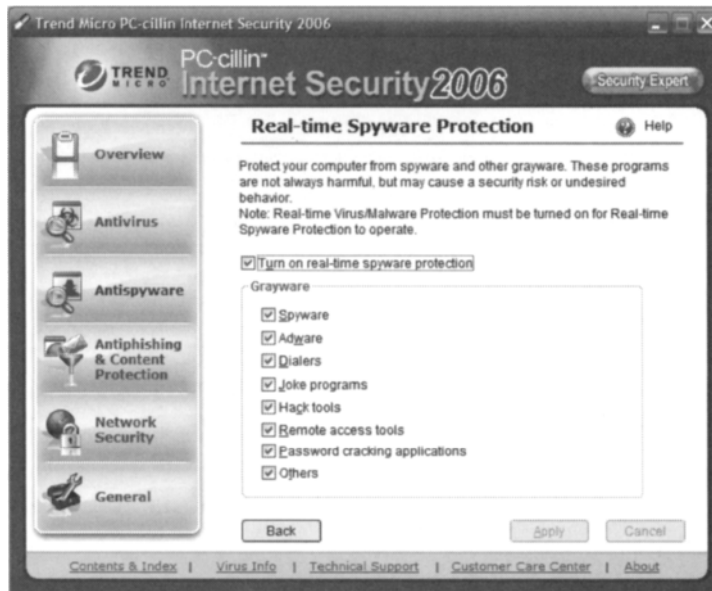 Trend Micro PC-cillin Internet Security 2006
TREND MICRO
PC-cillin™
Internet Security 2006
Security Expert
Overview
Antivirus
Antispyware
Antiphishing
& Content
Protection
Network
Security
General
Real-time Spyware Protection
Help
Protect your computer from spyware and other grayware. These programs
are not always harmful, but may cause a security risk or undesired
behavior.
Note: Real-time Virus/Malware Protection must be turned on for Real-time
Spyware Protection to operate.
Turn on real-time spyware protection
Grayware
Spyware
Adware
Dialers
Joke programs
Hack tools
Remote access tools
Password cracking applications
Others
Back
Apply
Cancel
Contents & Index | Virus Info | Technical Support | Customer Care Center | About